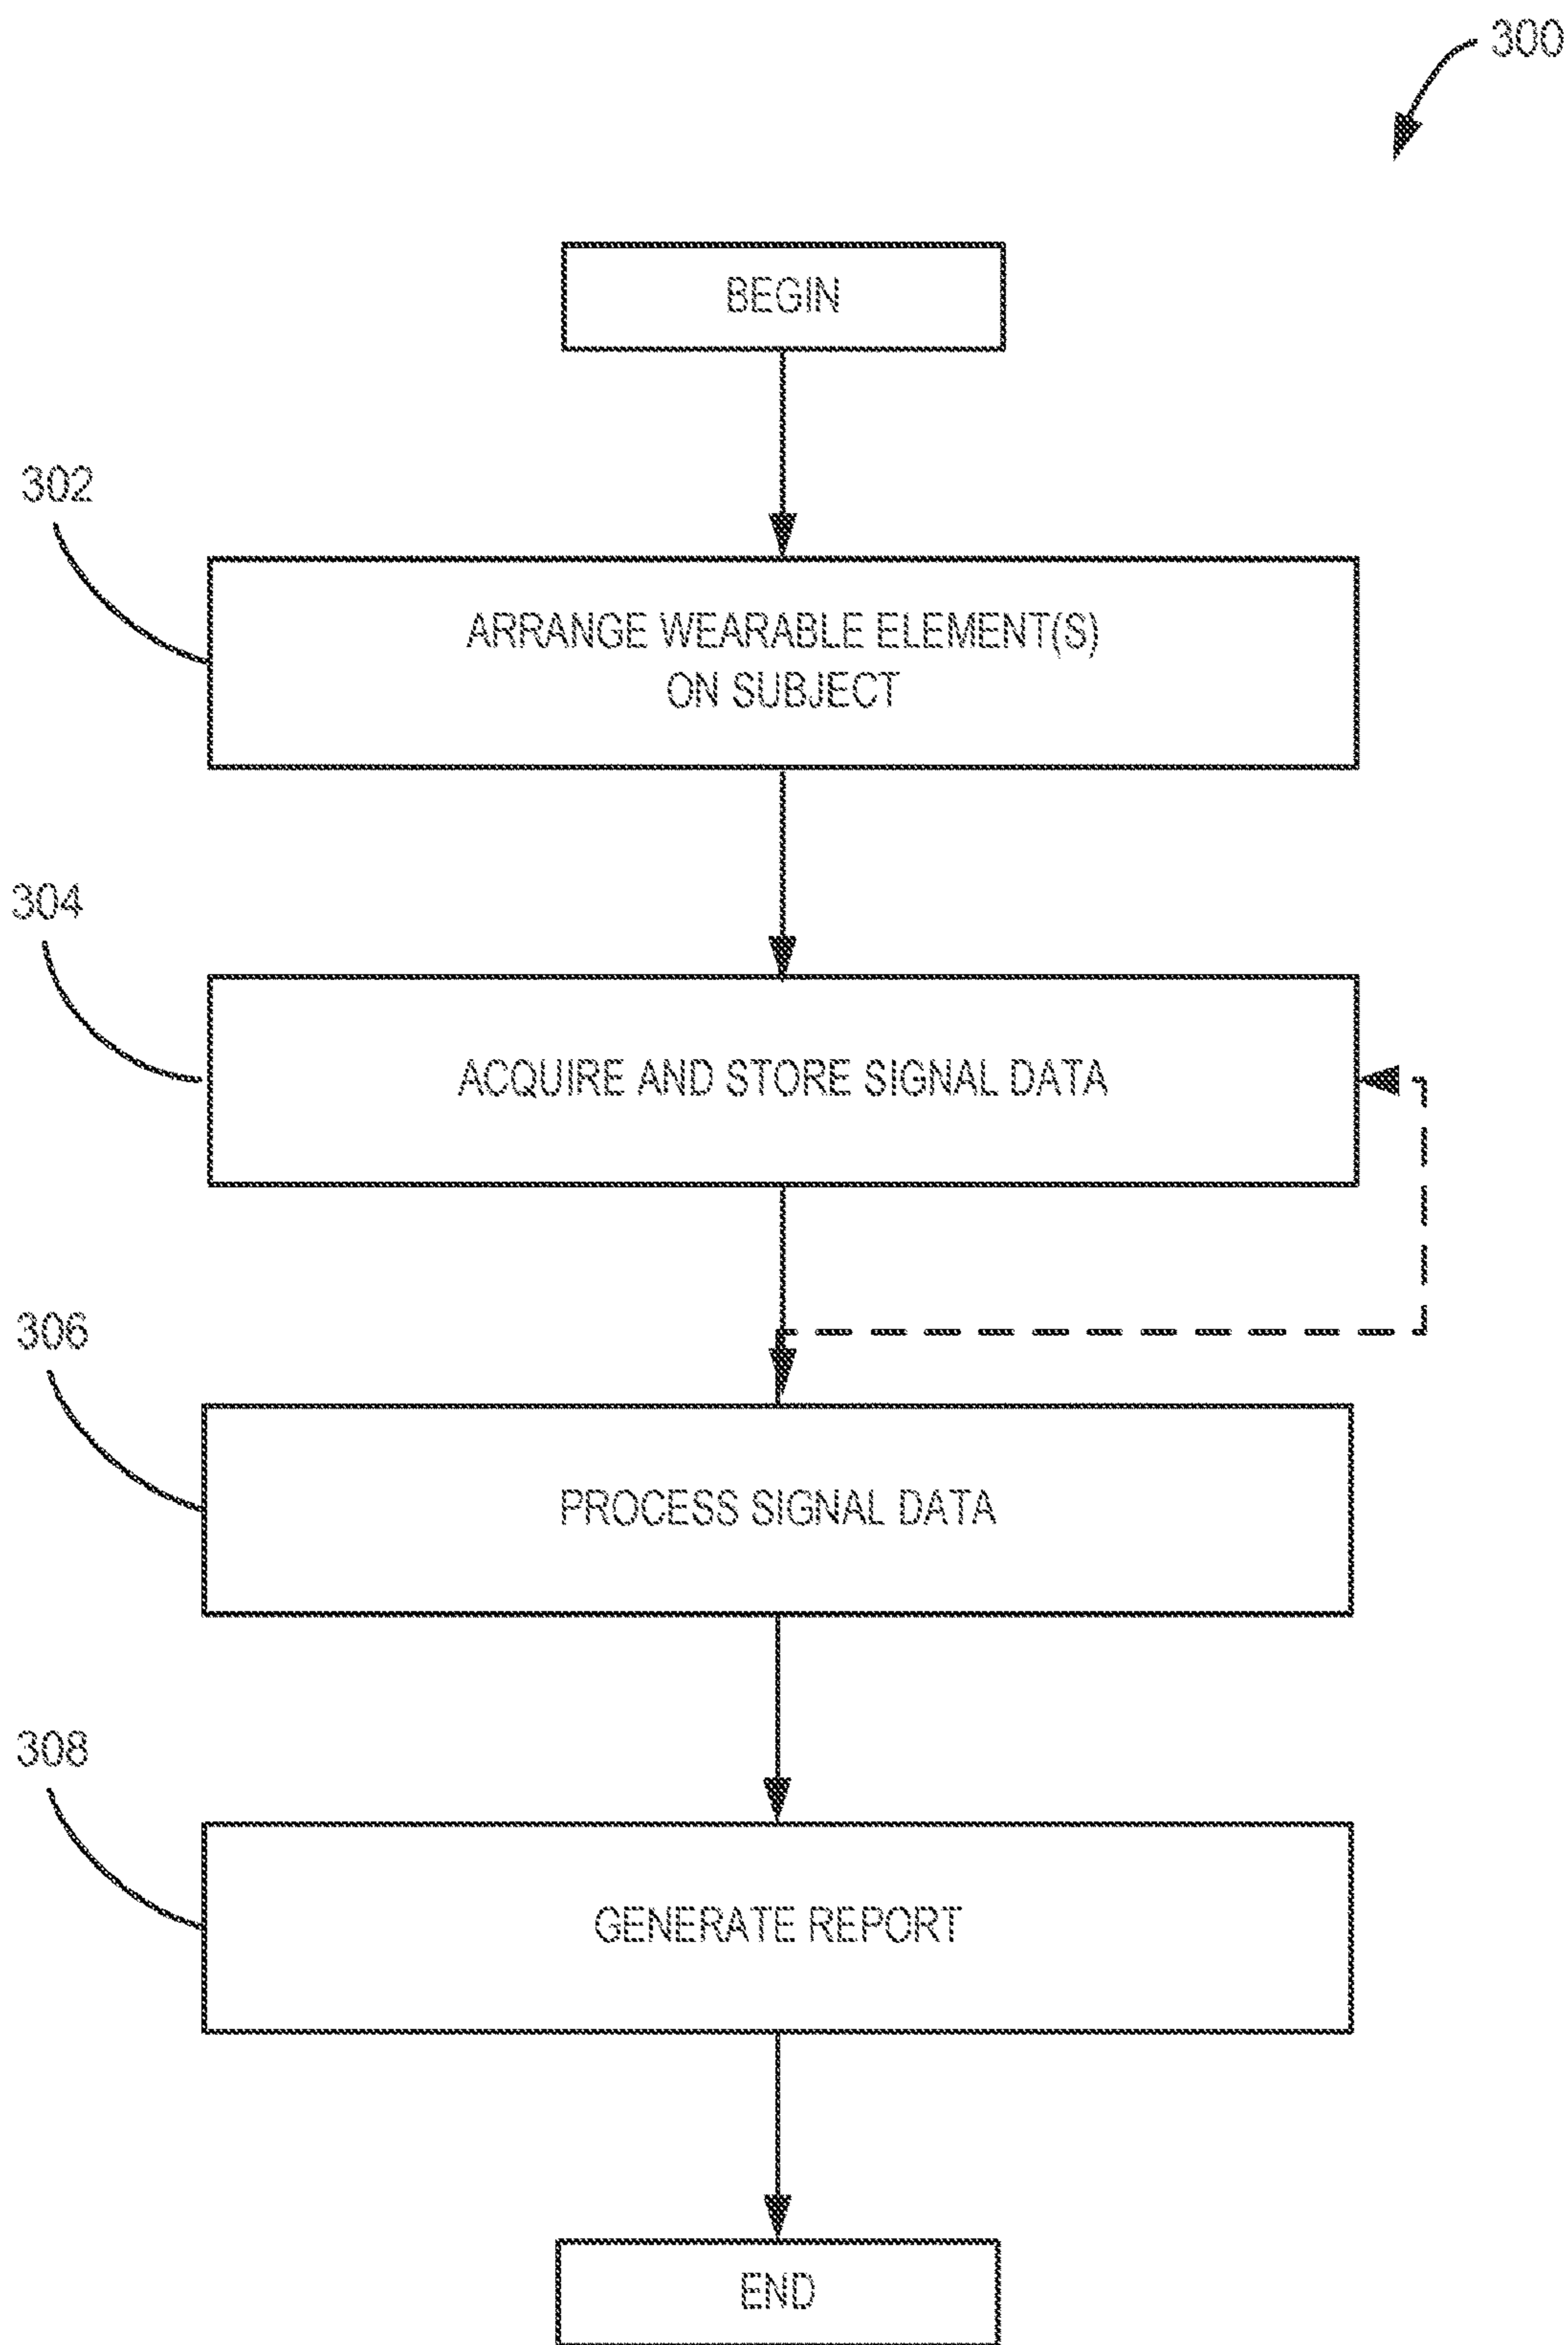 300
BEGIN
302
ARRANGE WEARABLE ELEMENT(S)
ON SUBJECT
304
ACQUIRE AND STORE SIGNAL DATA
306
PROCESS SIGNAL DATA
308
GENERATE REPORT
END